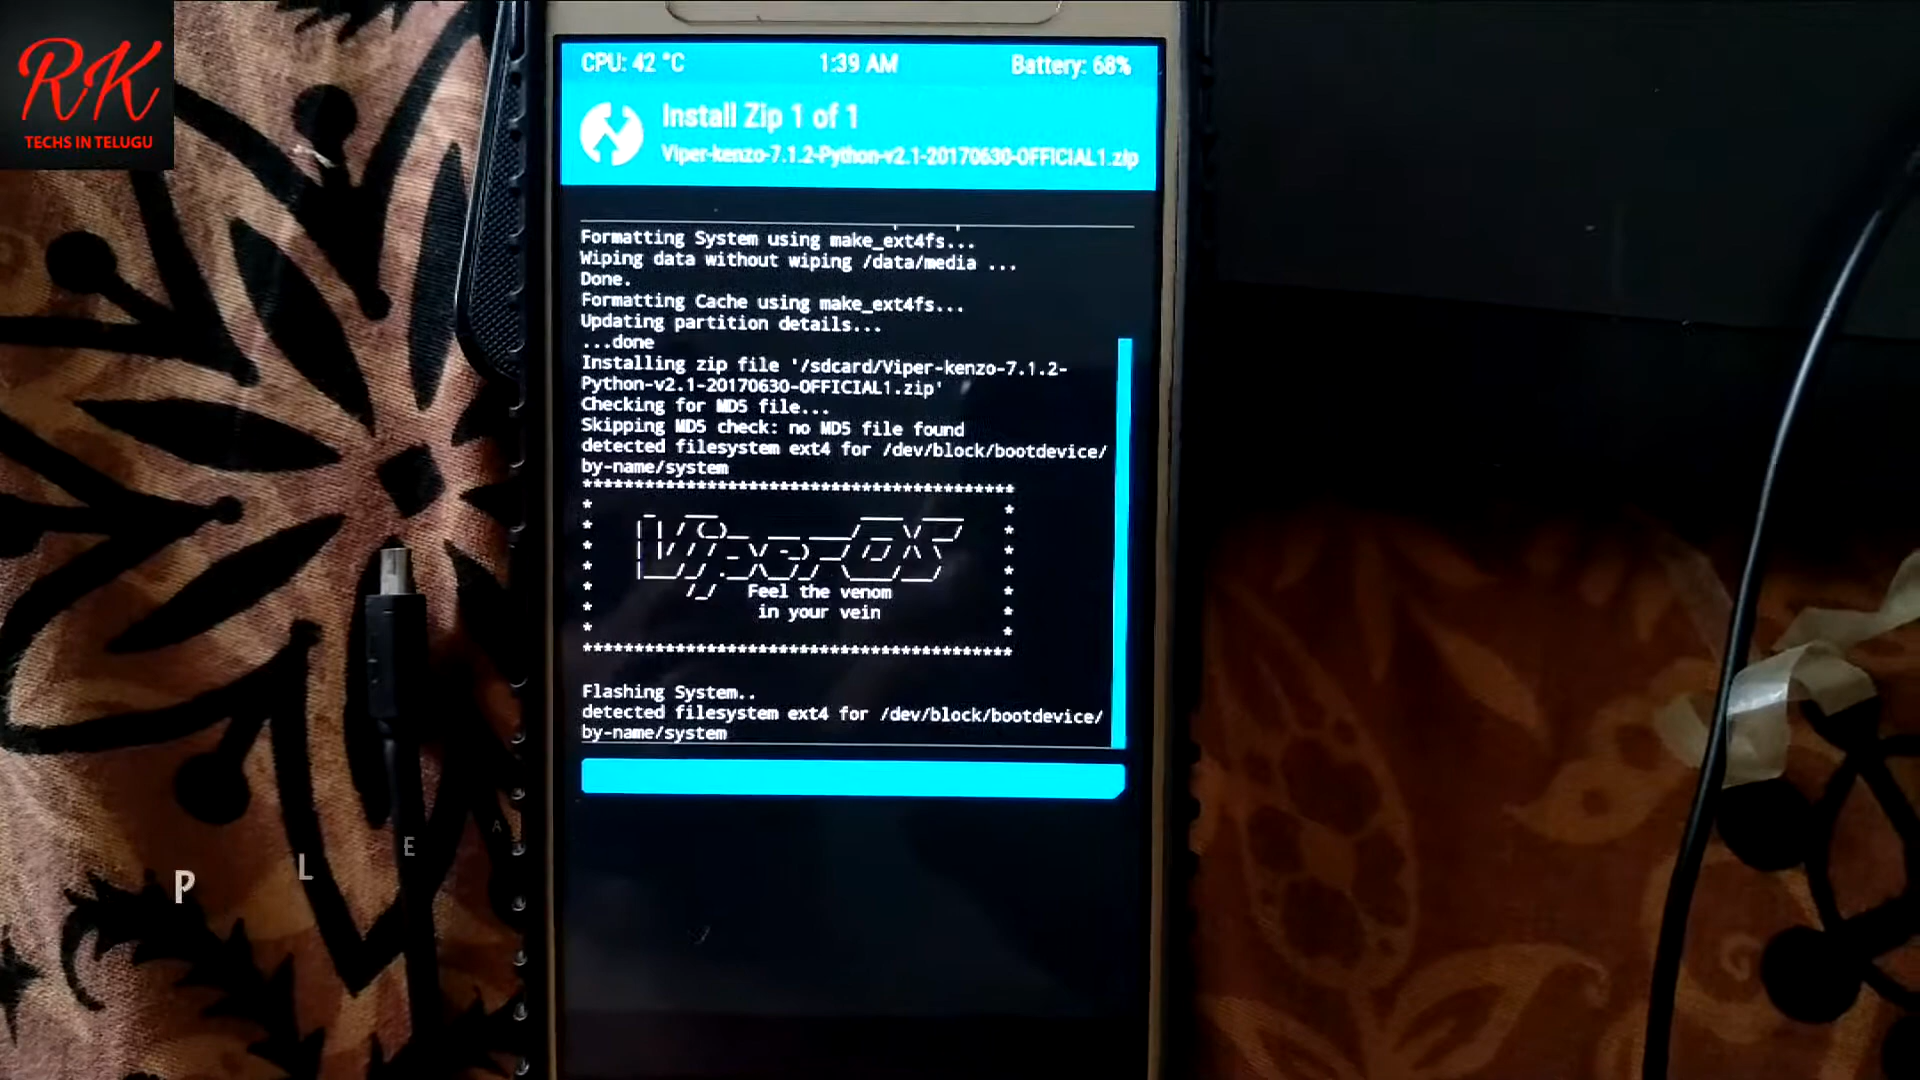 RK
TECHS IN TELUGU
CPU: 42 °C 1:39 AM Battery: 68%
Install Zip 1 of 1
Viper-kenzo-7.1.2-Python-v2.1-20170630-OFFICIAL1.zip
Formatting System using make_ext4fs...
Wiping data without wiping /data/media ...
Done.
Formatting Cache using make_ext4fs...
Updating partition details...
...done
Installing zip file '/sdcard/Viper-kenzo-7.1.2-
Python-v2.1-20170630-OFFICIAL1.zip'
Checking for MD5 file...
Skipping MD5 check: no MD5 file found
detected filesystem ext4 for /dev/block/bootdevice/
by-name/system
ViperOS
Feel the venom
in your vein
Flashing System..
detected filesystem ext4 for /dev/block/bootdevice/
by-name/system
P L E A